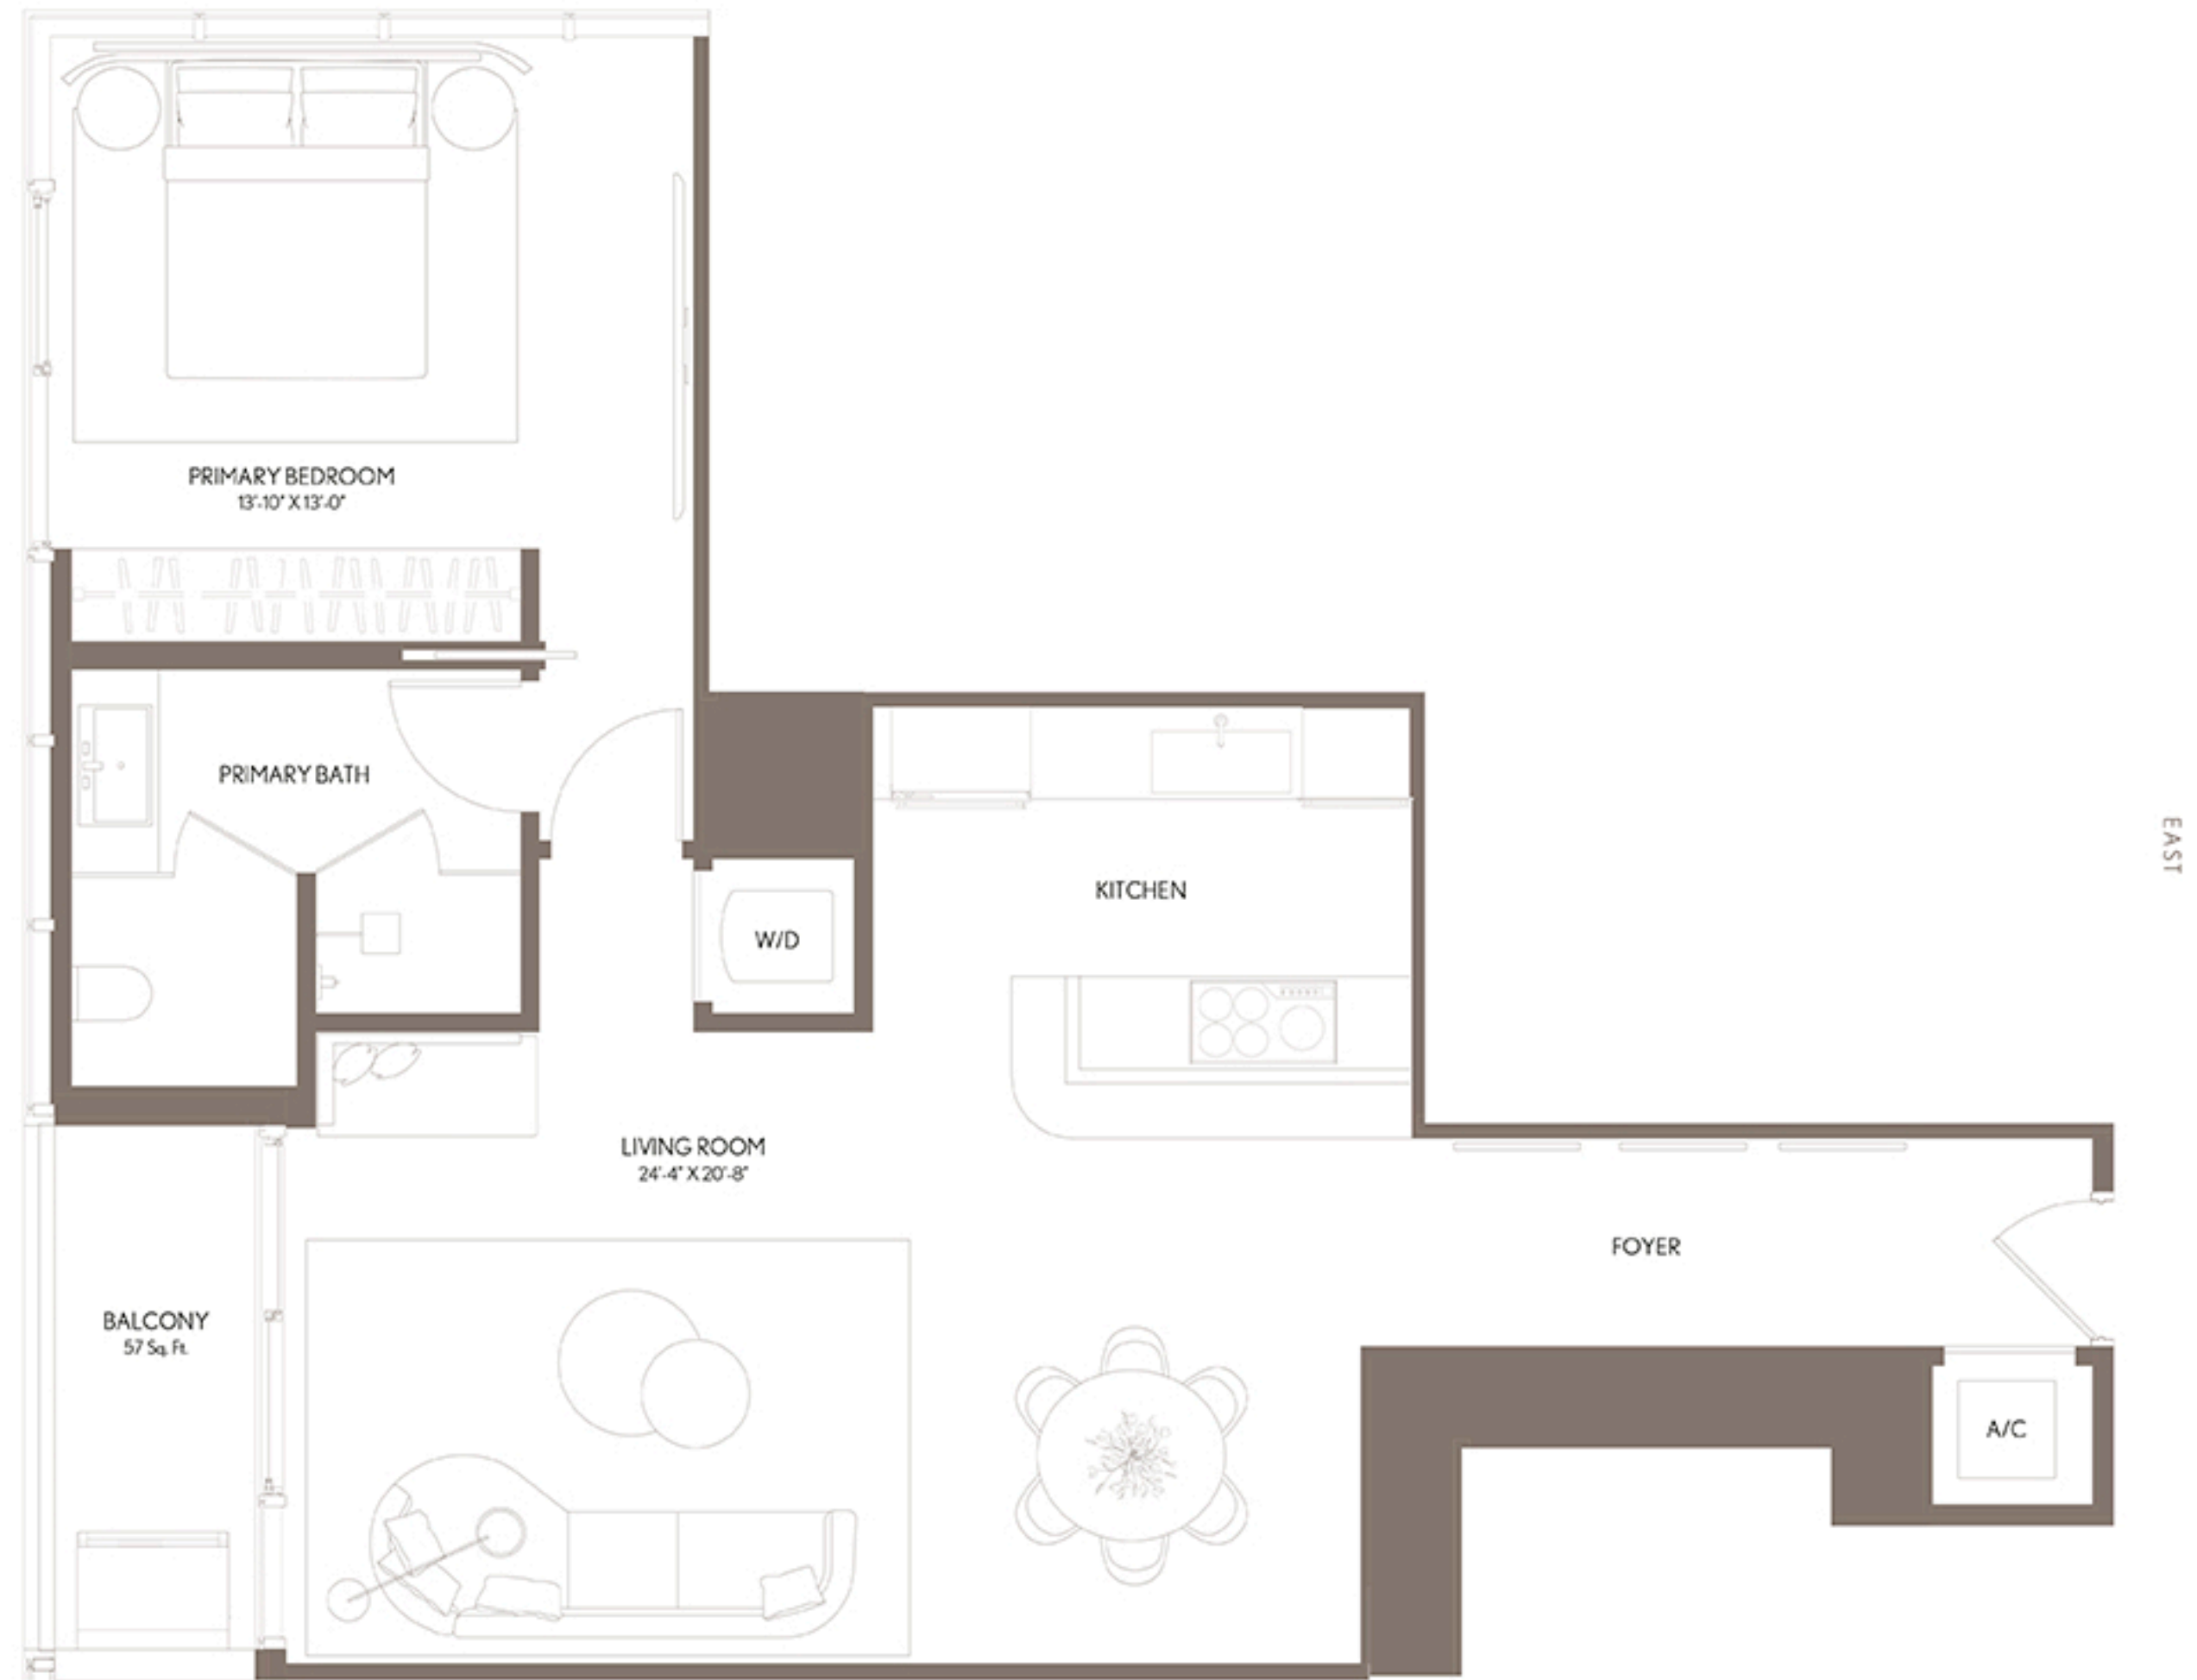 PRIMARY BEDROOM
13'-10" X 13'-0"
PRIMARY BATH
W/D
KITCHEN
EAST
LIVING ROOM
24'-4" X 20'-8"
FOYER
BALCONY
57 Sq. Ft.
A/C